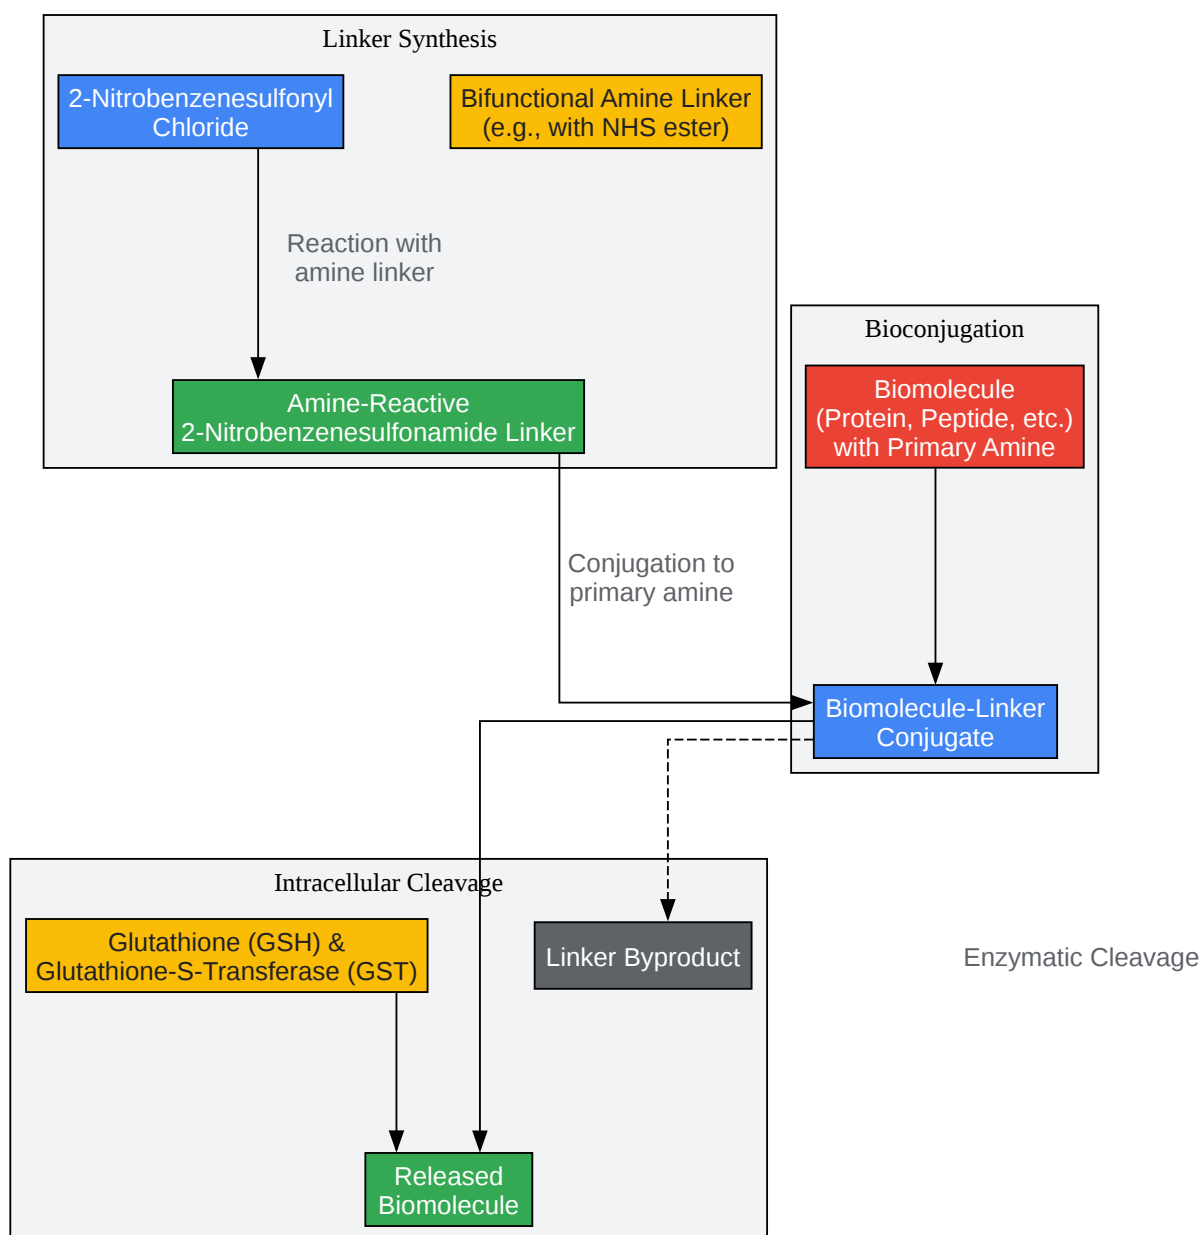 Linker Synthesis
2-Nitrobenzenesulfonyl
Chloride
Bifunctional Amine Linker
(e.g., with NHS ester)
Reaction with
amine linker
Amine-Reactive
2-Nitrobenzenesulfonamide Linker
Bioconjugation
Biomolecule
(Protein, Peptide, etc.)
with Primary Amine
Conjugation to
primary amine
Biomolecule-Linker
Conjugate
Intracellular Cleavage
Glutathione (GSH) &
Glutathione-S-Transferase (GST)
Linker Byproduct
Enzymatic Cleavage
Released
Biomolecule